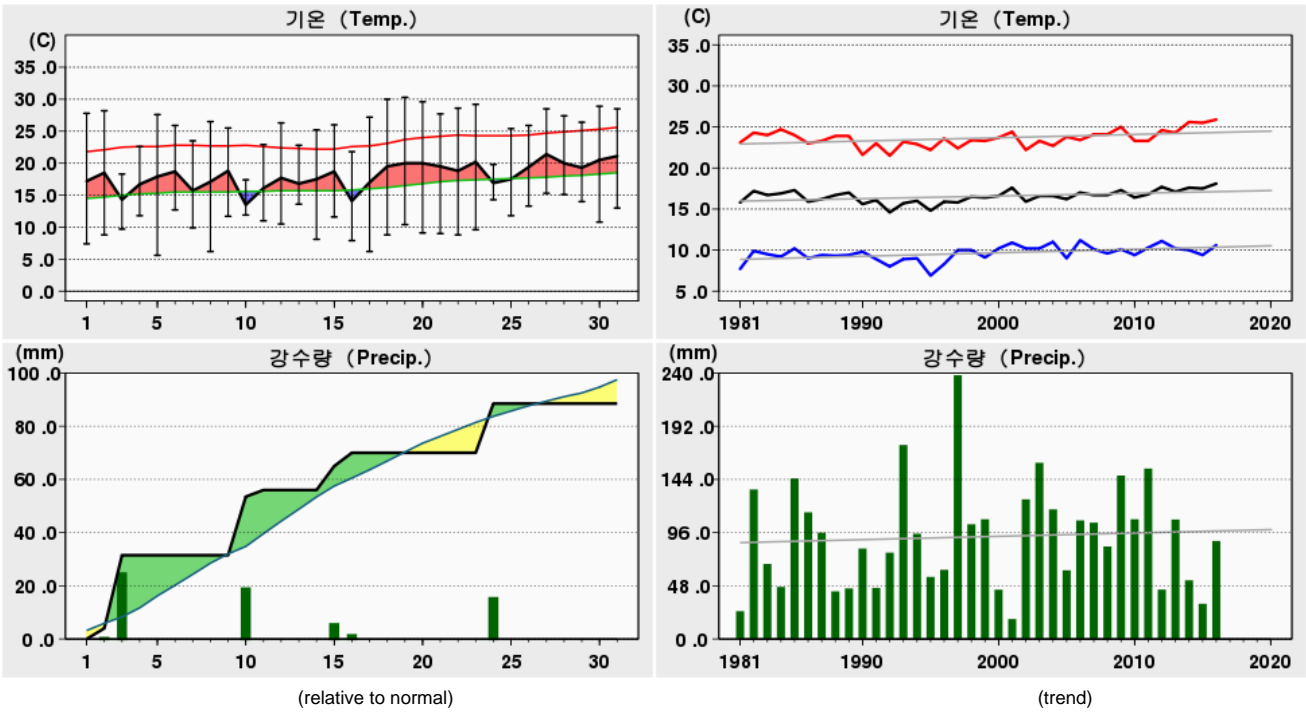 기온 (Temp.)
(C)
35 .0
30 .0
25 .0
20 .0
15 .0
10 .0
5 .0
0 .0
1 5 10 15 20 25 30
기온 (Temp.)
(C)
35 .0
30 .0
25 .0
20 .0
15 .0
10 .0
5 .0
1981 1990 2000 2010 2020
강수량 (Precip.)
(mm)
100 .0
80 .0
60 .0
40 .0
20 .0
0 .0
1 5 10 15 20 25 30
(relative to normal)
강수량 (Precip.)
(mm)
240 .0
192 .0
144 .0
96 .0
48 .0
0 .0
1981 1990 2000 2010 2020
(trend)